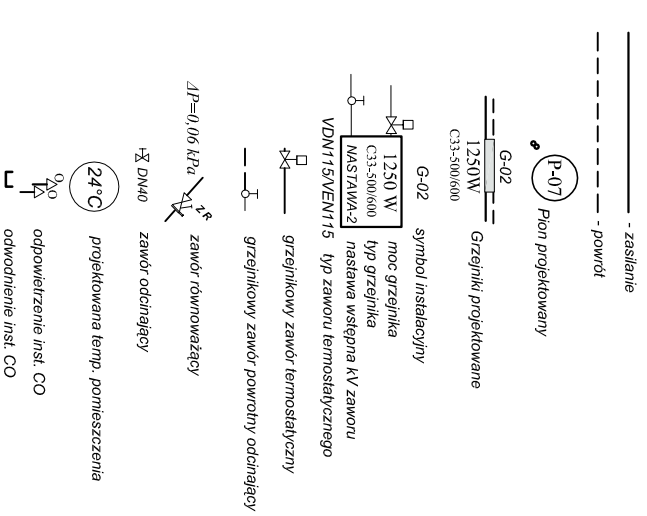 - zasilanie
- powrót
P-07 Pion projektowany
G-02
1250W
C33-500/600
Grzejniki projektowane
G-02 symbol instalacyjny
1250 W moc grzejnika
C33-500/600 typ grzejnika
NASTAWA-2 nastawa wstępna kV zaworu
VDN115/VEN115 typ zaworu termostatycznego
grzejnikowy zawór termostatyczny
grzejnikowy zawór powrotny odcinający
ΔP=0,06 kPa ZR zawór równoważący
DN40 zawór odcinający
24°C projektowana temp. pomieszczenia
odpowietrzenie inst. CO
odwodnienie inst. CO